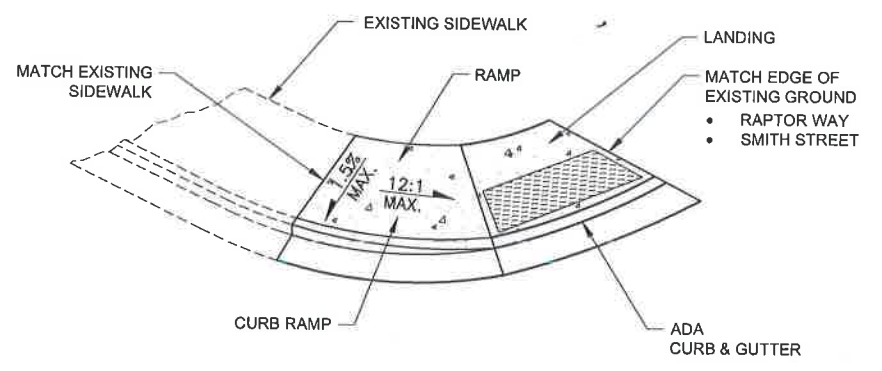 EXISTING SIDEWALK
LANDING
MATCH EXISTING
SIDEWALK
RAMP
MATCH EDGE OF
EXISTING GROUND
• RAPTOR WAY
• SMITH STREET
1.5%
MAX.
12:1
MAX.
CURB RAMP
ADA
CURB & GUTTER